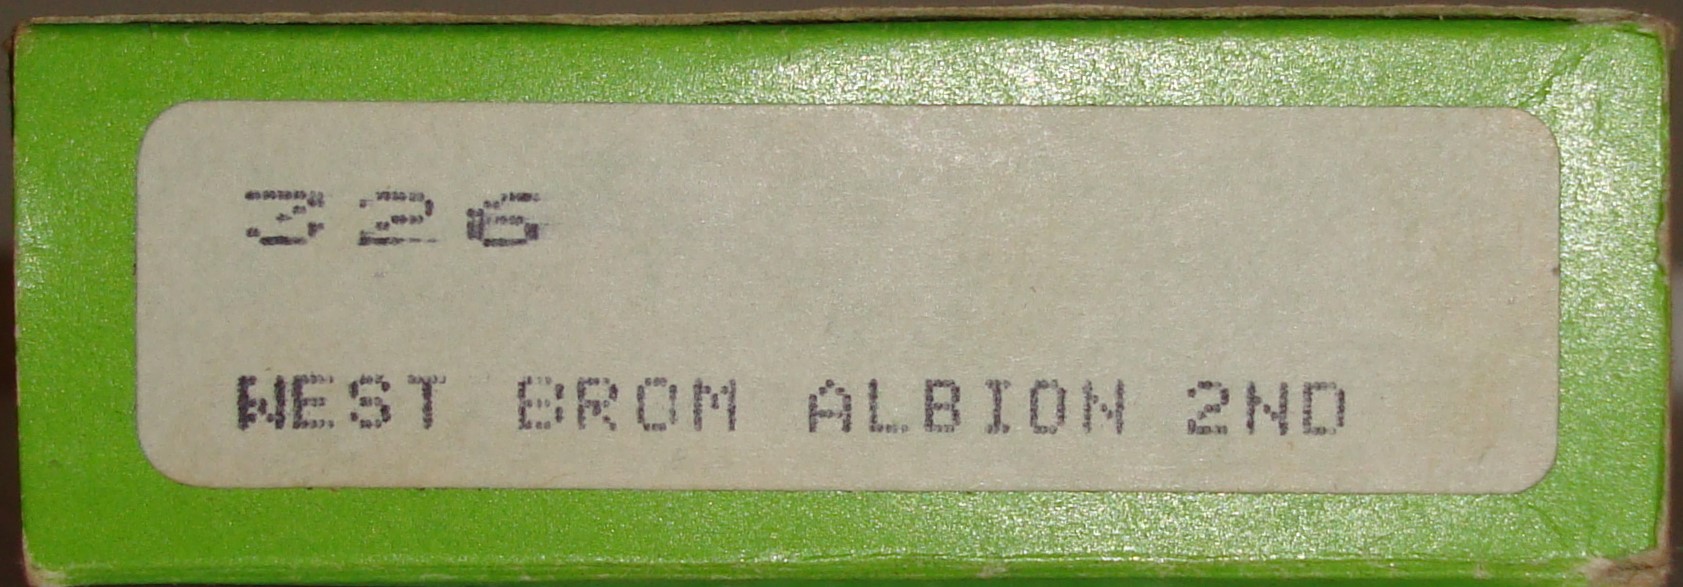 326
WEST BROM ALBION 2ND